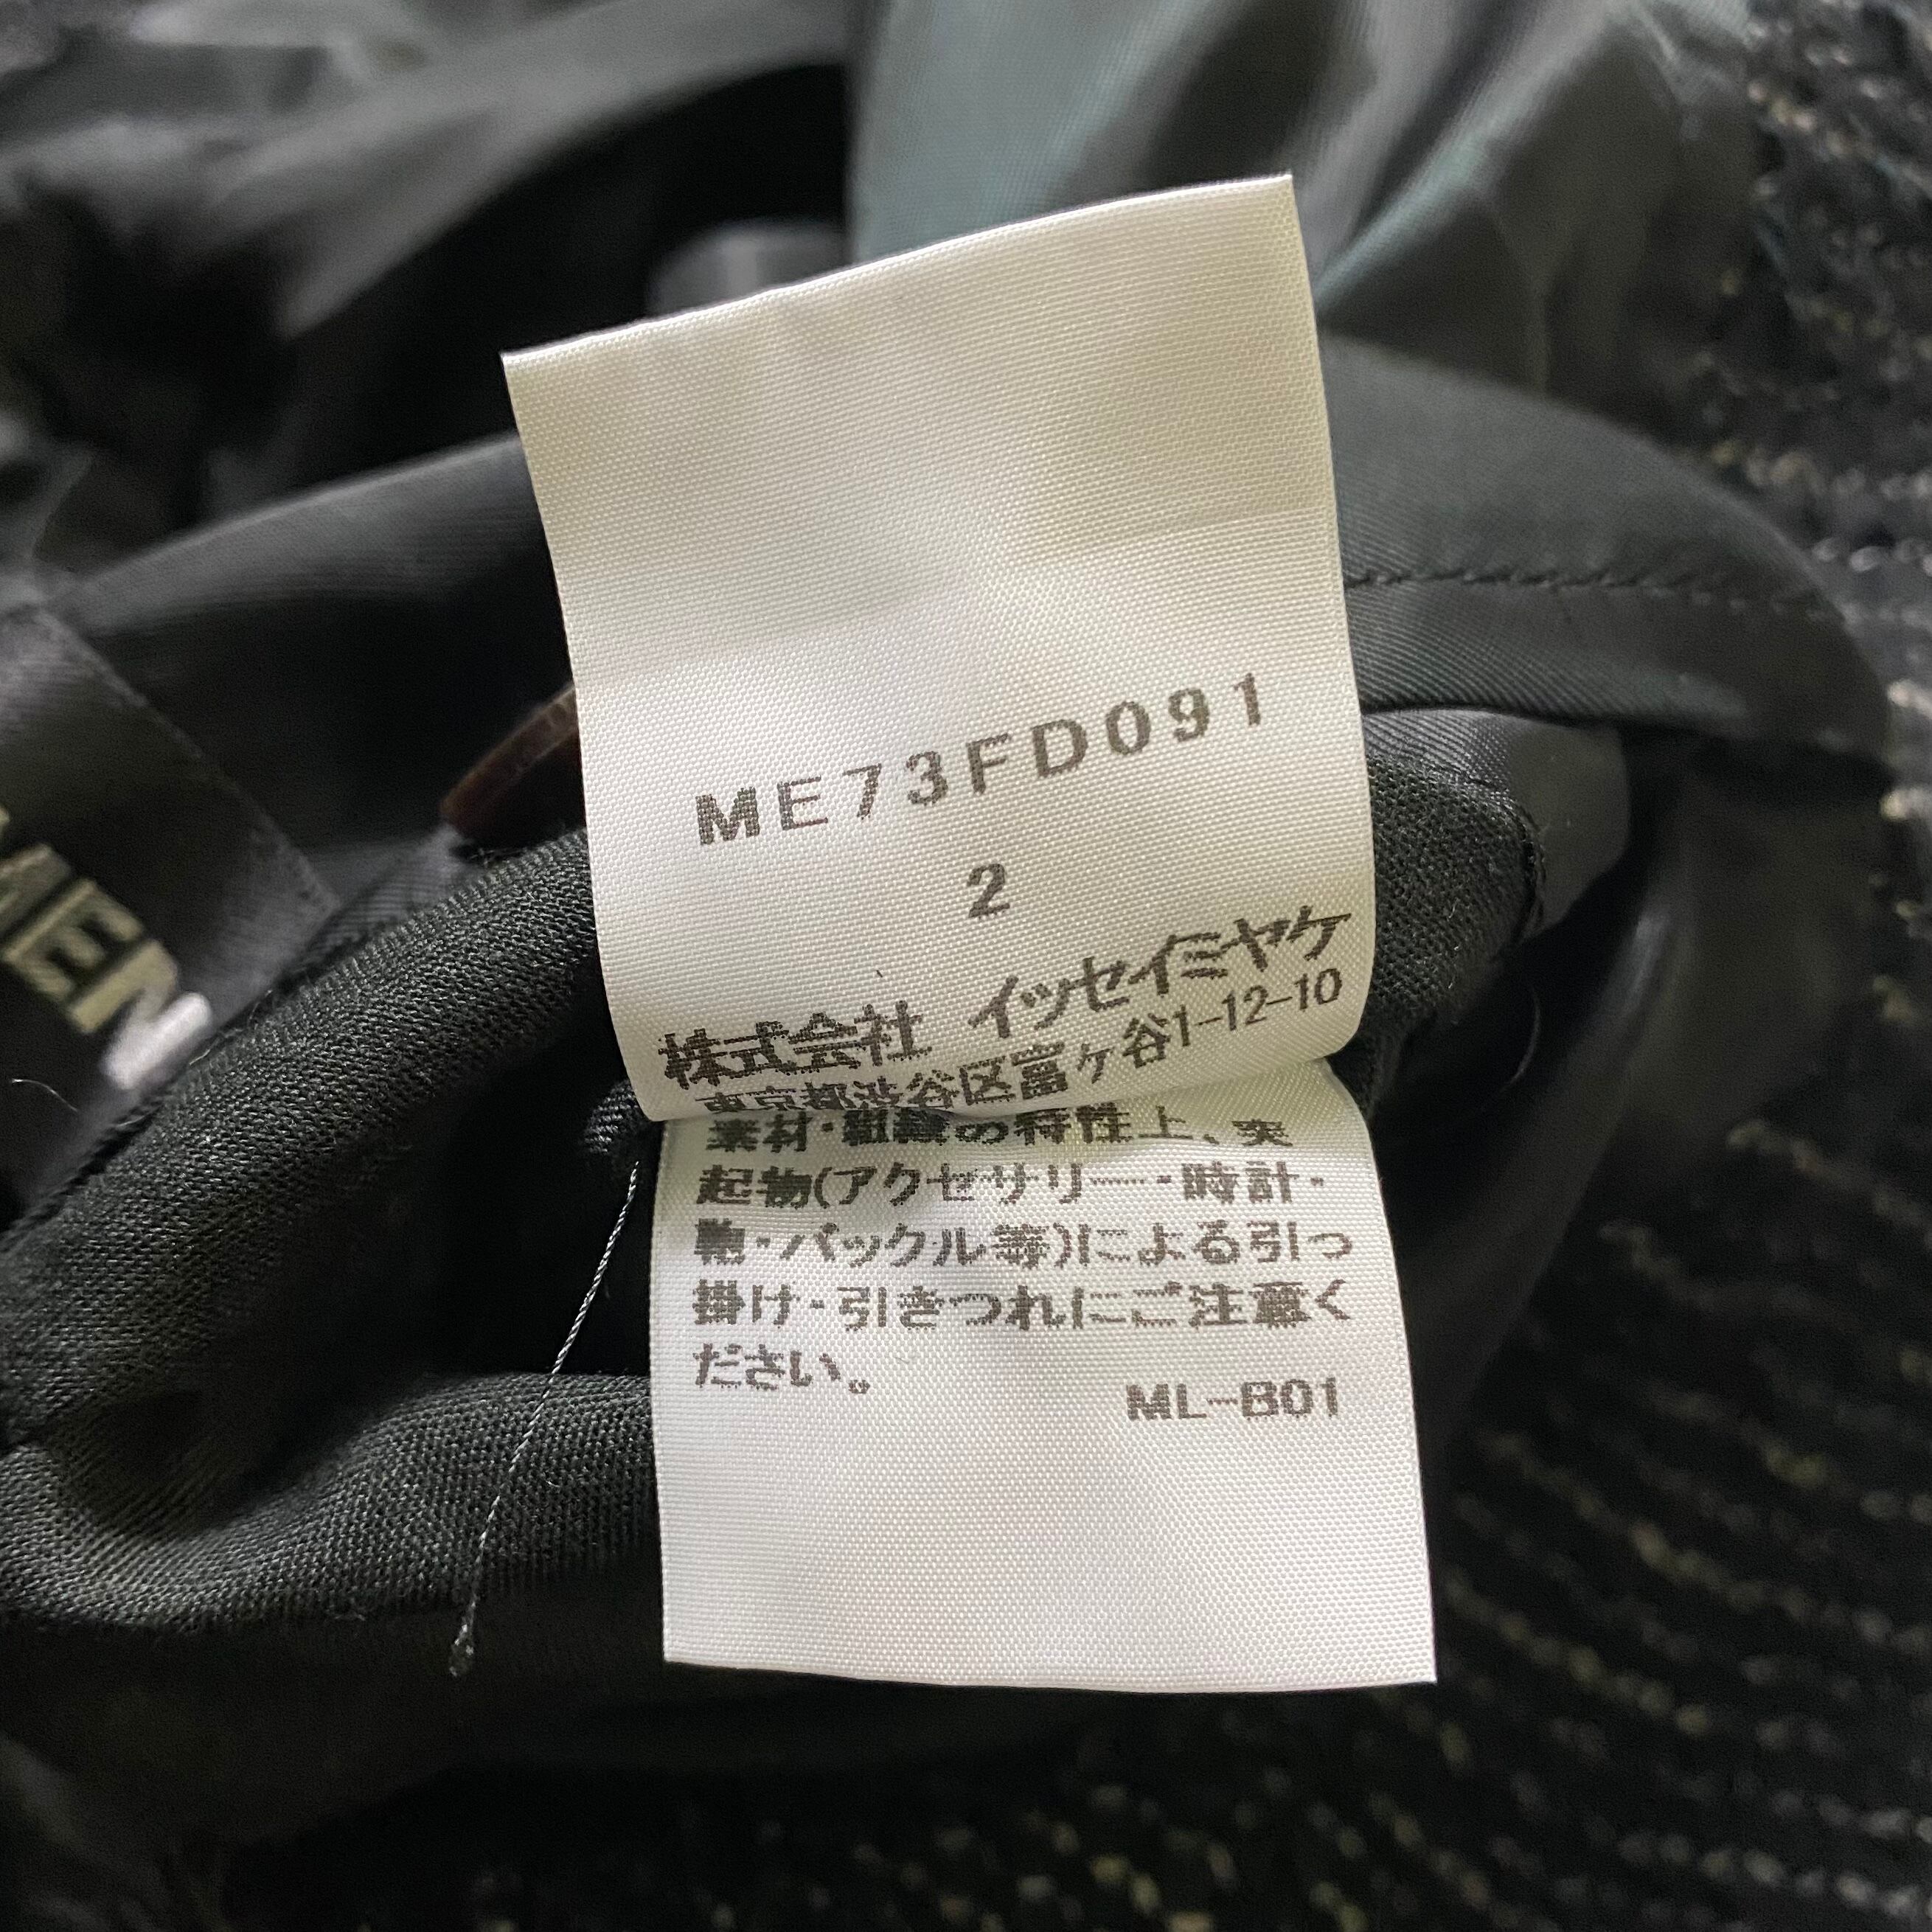 ME73FD091
2
株式会社 イッセイミヤケ
東京都渋谷区富ヶ谷1-12-10
素材・組織の特性上、突
起物(アクセサリー・時計・
靴・バックル等)による引っ
掛け・引きつれにご注意く
ださい。
ML-B01
MEN